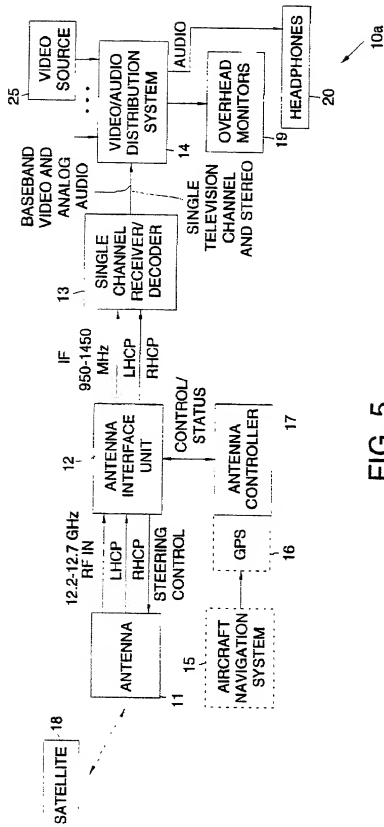 SATELLITE
18
ANTENNA
11
12.2-12.7 GHz
RF IN
LHCP
RHCP
STEERING
CONTROL
12
ANTENNA
INTERFACE
UNIT
IF
950-1450
MHz
LHCP
RHCP
13
SINGLE
CHANNEL
RECEIVER/
DECODER
BASEBAND
VIDEO AND
ANALOG
AUDIO
SINGLE
TELEVISION
CHANNEL
AND STEREO
25
VIDEO
SOURCE
VIDEO/AUDIO
DISTRIBUTION
SYSTEM
14
AUDIO
OVERHEAD
MONITORS
19
HEADPHONES
20
10a
15
AIRCRAFT
NAVIGATION
SYSTEM
GPS
16
CONTROL/
STATUS
ANTENNA
CONTROLLER
17
FIG. 5